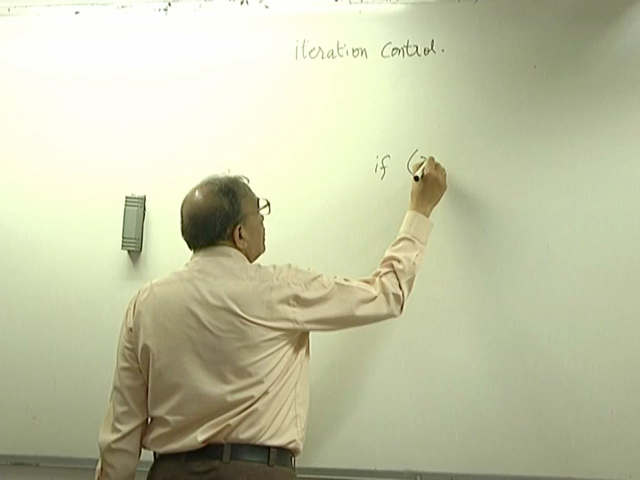 iteration control.
if (